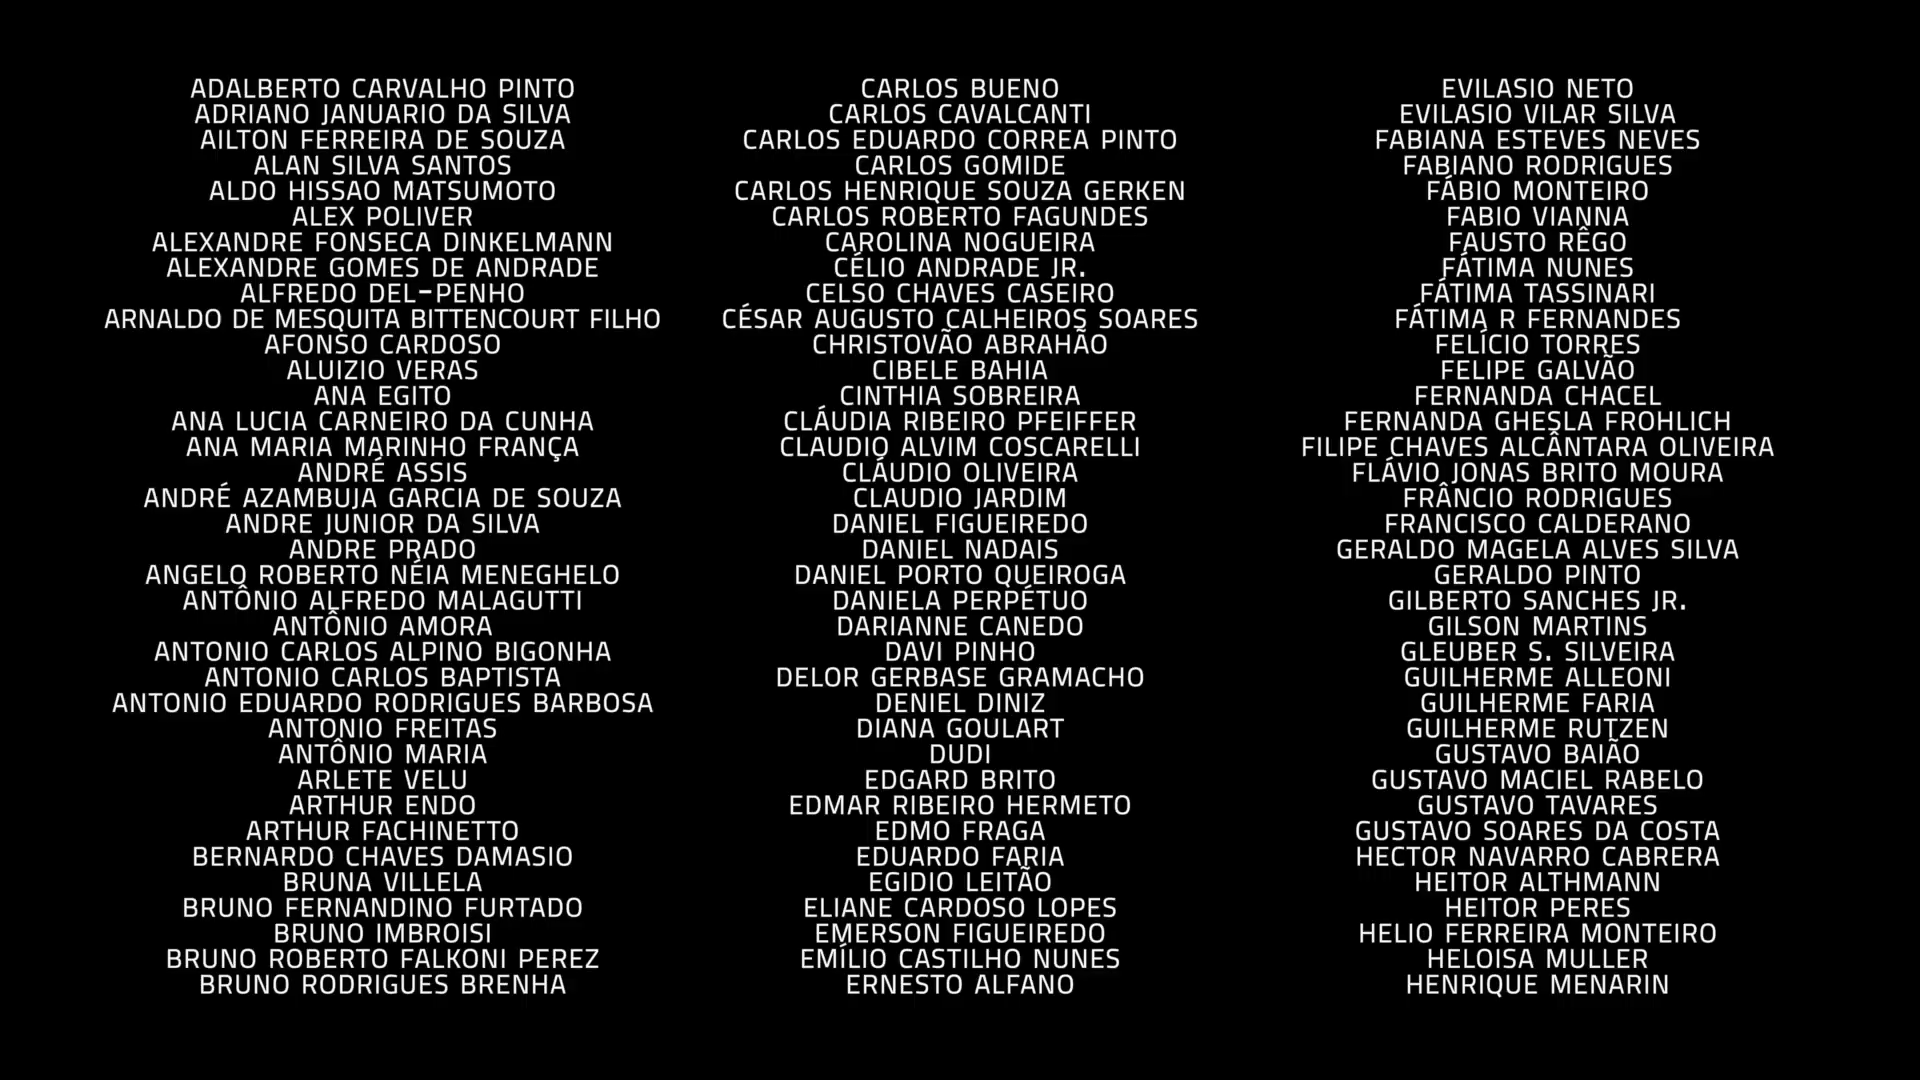 ADALBERTO CARVALHO PINTO
ADRIANO JANUARIO DA SILVA
AILTON FERREIRA DE SOUZA
ALAN SILVA SANTOS
ALDO HISSAO MATSUMOTO
ALEX POLIVER
ALEXANDRE FONSECA DINKELMANN
ALEXANDRE GOMES DE ANDRADE
ALFREDO DEL-PENHO
ARNALDO DE MESQUITA BITTENCOURT FILHO
AFONSO CARDOSO
ALUIZIO VERAS
ANA EGITO
ANA LUCIA CARNEIRO DA CUNHA
ANA MARIA MARINHO FRANÇA
ANDRÉ ASSIS
ANDRÉ AZAMBUJA GARCIA DE SOUZA
ANDRE JUNIOR DA SILVA
ANDRE PRADO
ANGELO ROBERTO NÉIA MENEGHELO
ANTÔNIO ALFREDO MALAGUTTI
ANTÔNIO AMORA
ANTONIO CARLOS ALPINO BIGONHA
ANTONIO CARLOS BAPTISTA
ANTONIO EDUARDO RODRIGUES BARBOSA
ANTONIO FREITAS
ANTÔNIO MARIA
ARLETE VELU
ARTHUR ENDO
ARTHUR FACHINETTO
BERNARDO CHAVES DAMASIO
BRUNA VILLELA
BRUNO FERNANDINO FURTADO
BRUNO IMBROISI
BRUNO ROBERTO FALKONI PEREZ
BRUNO RODRIGUES BRENHA
CARLOS BUENO
CARLOS CAVALCANTI
CARLOS EDUARDO CORREA PINTO
CARLOS GOMIDE
CARLOS HENRIQUE SOUZA GERKEN
CARLOS ROBERTO FAGUNDES
CAROLINA NOGUEIRA
CÉLIO ANDRADE JR.
CELSO CHAVES CASEIRO
CÉSAR AUGUSTO CALHEIROS SOARES
CHRISTOVÃO ABRAHÃO
CIBELE BAHIA
CINTHIA SOBREIRA
CLÁUDIA RIBEIRO PFEIFFER
CLAUDIO ALVIM COSCARELLI
CLÁUDIO OLIVEIRA
CLAUDIO JARDIM
DANIEL FIGUEIREDO
DANIEL NADAIS
DANIEL PORTO QUEIROGA
DANIELA PERPÉTUO
DARIANNE CANEDO
DAVI PINHO
DELOR GERBASE GRAMACHO
DENIEL DINIZ
DIANA GOULART
DUDI
EDGARD BRITO
EDMAR RIBEIRO HERMETO
EDMO FRAGA
EDUARDO FARIA
EGIDIO LEITÃO
ELIANE CARDOSO LOPES
EMERSON FIGUEIREDO
EMÍLIO CASTILHO NUNES
ERNESTO ALFANO
EVILASIO NETO
EVILASIO VILAR SILVA
FABIANA ESTEVES NEVES
FABIANO RODRIGUES
FÁBIO MONTEIRO
FABIO VIANNA
FAUSTO RÊGO
FÁTIMA NUNES
FÁTIMA TASSINARI
FÁTIMA R FERNANDES
FELÍCIO TORRES
FELIPE GALVÃO
FERNANDA CHACEL
FERNANDA GHESLA FROHLICH
FILIPE CHAVES ALCÂNTARA OLIVEIRA
FLÁVIO JONAS BRITO MOURA
FRÂNCIO RODRIGUES
FRANCISCO CALDERANO
GERALDO MAGELA ALVES SILVA
GERALDO PINTO
GILBERTO SANCHES JR.
GILSON MARTINS
GLEUBER S. SILVEIRA
GUILHERME ALLEONI
GUILHERME FARIA
GUILHERME RUTZEN
GUSTAVO BAIÃO
GUSTAVO MACIEL RABELO
GUSTAVO TAVARES
GUSTAVO SOARES DA COSTA
HECTOR NAVARRO CABRERA
HEITOR ALTHMANN
HEITOR PERES
HELIO FERREIRA MONTEIRO
HELOISA MULLER
HENRIQUE MENARIN